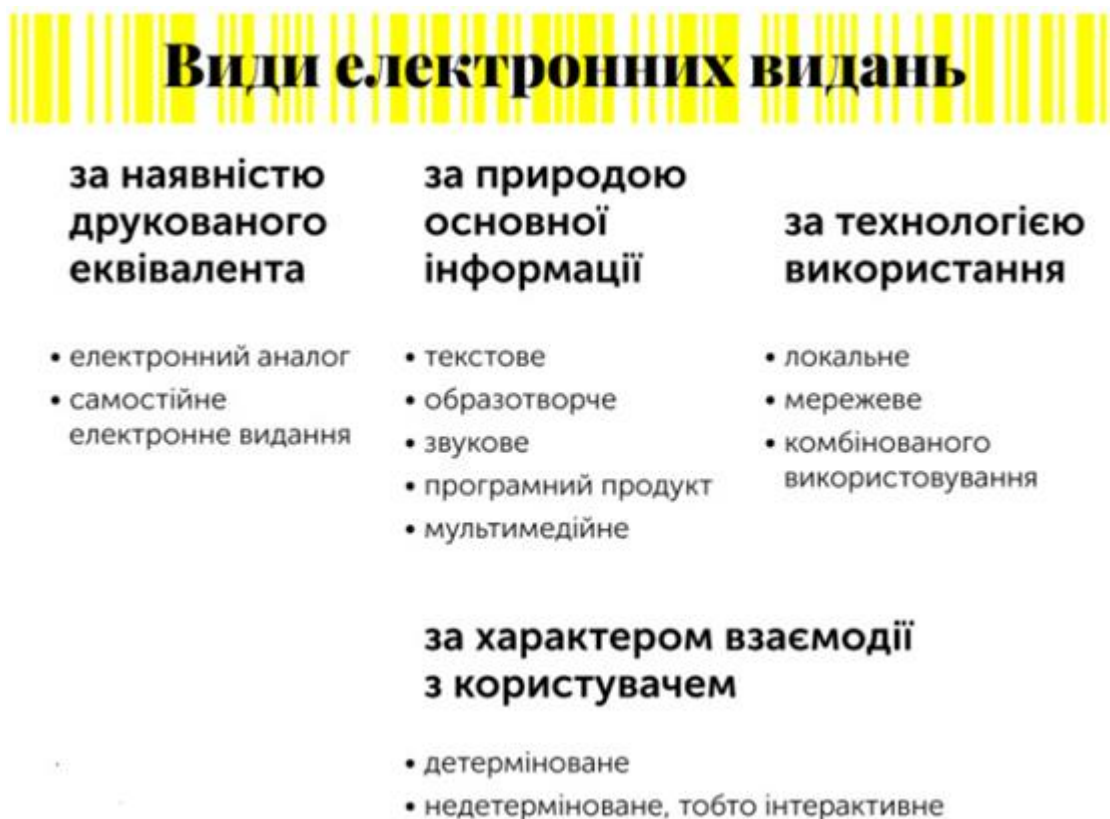 Види електронних видань
за наявністю
друкованого
еквівалента
• електронний аналог
• самостійне
електронне видання
за природою
основної
інформації
• текстове
• образотворче
• звукове
• програмний продукт
• мультимедійне
за технологією
використання
• локальне
• мережеве
• комбінованого
використовування
за характером взаємодії
з користувачем
• детерміноване
• недетерміноване, тобто інтерактивне